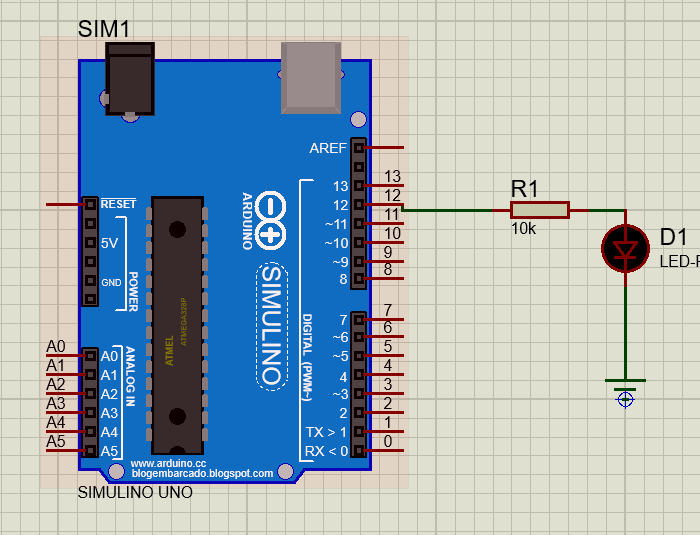 SIM1
AREF
13 13
12 12
~11 11
~10 10
~9 9
8 8
7 7
~6 6
~5 5
4 4
~3 3
2 2
TX > 1 1
RX < 0 0
DIGITAL (PWM~)
RESET
5V
GND
POWER
A0 A0
A1 A1
A2 A2
A3 A3
A4 A4
A5 A5
ANALOG IN
ATMEL
ATMEGA328P
ARDUINO
SIMULINO
www.arduino.cc
blogembarcado.blogspot.com
SIMULINO UNO
R1
10k
D1
LED-